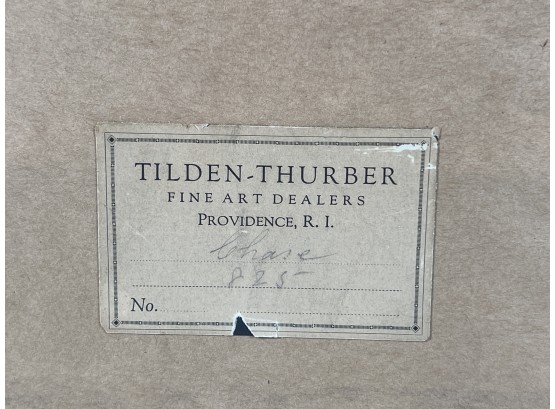 TILDEN-THURBER
FINE ART DEALERS
PROVIDENCE, R. I.
Chase
825
No.